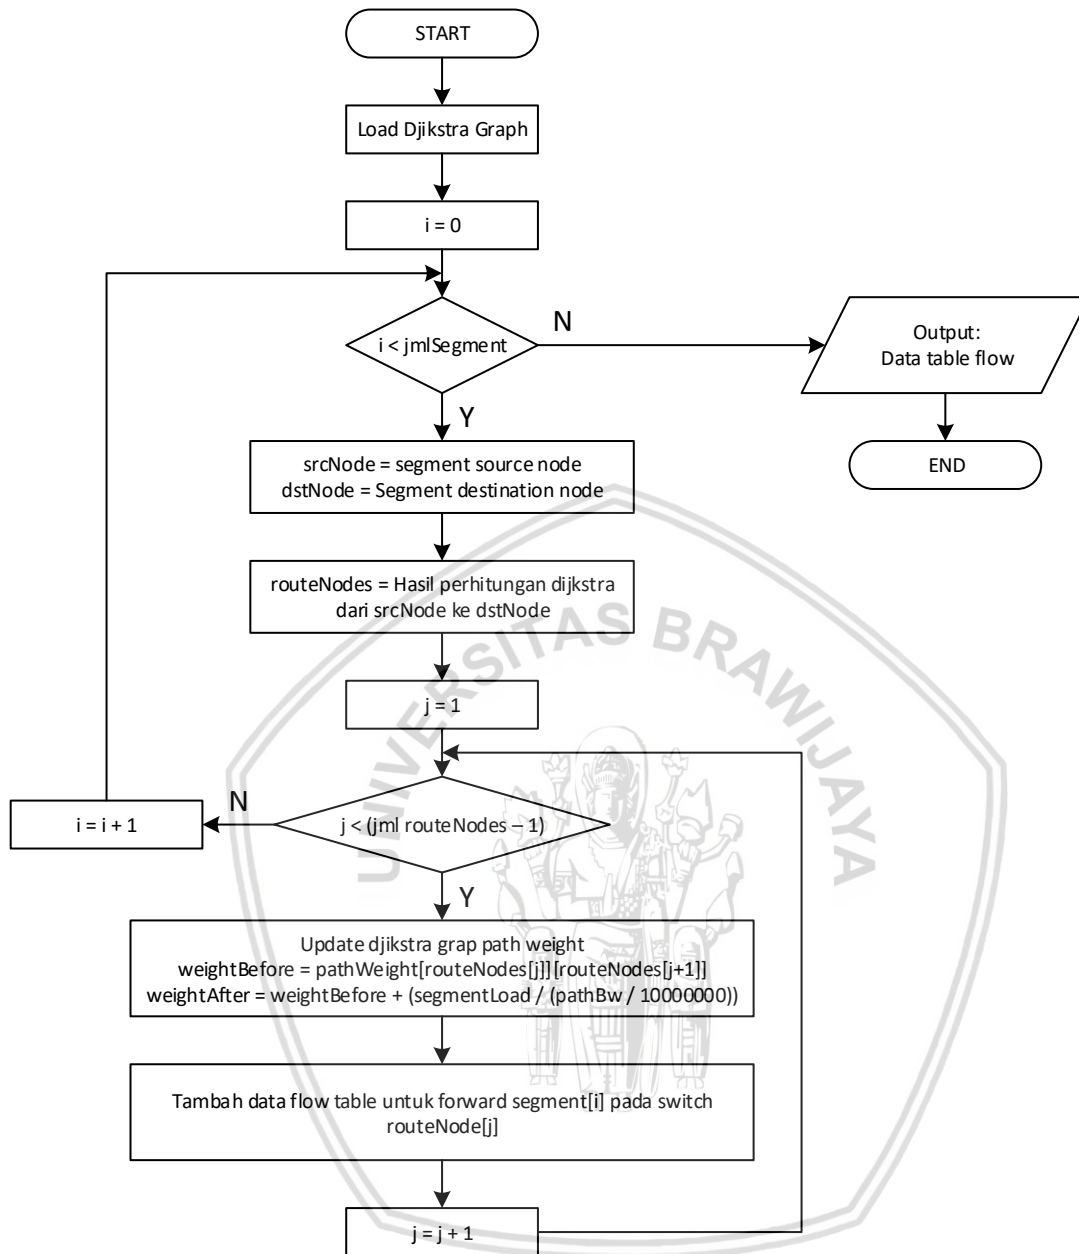 START
Load Djikstra Graph
i = 0
i < jmlSegment
N
Output:
Data table flow
Y
END
srcNode = segment source node
dstNode = Segment destination node
routeNodes = Hasil perhitungan dijkstra
dari srcNode ke dstNode
UNIVERSITAS BRAWIJAYA
j = 1
N
i = i + 1
j < (jml routeNodes – 1)
Y
Update djikstra grap path weight
weightBefore = pathWeight[routeNodes[j]][routeNodes[j+1]]
weightAfter = weightBefore + (segmentLoad / (pathBw / 10000000))
Tambah data flow table untuk forward segment[i] pada switch
routeNode[j]
j = j + 1